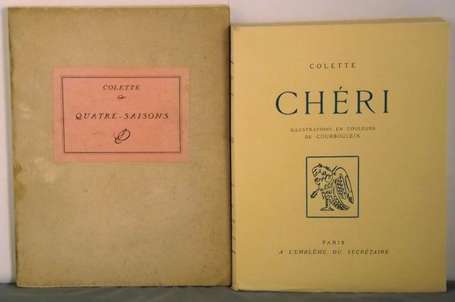 COLETTE
QUATRE-SAISONS
COLETTE
CHÉRI
ILLUSTRATIONS EN COULEURS
DE COURBOULEIX
PARIS
A L'EMBLÈME DU SECRÉTAIRE